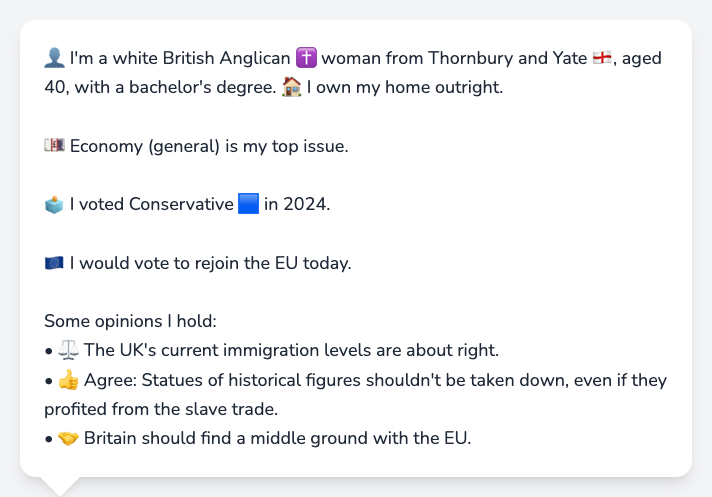 👤 I'm a white British Anglican ✝️ woman from Thornbury and Yate 🏴󠁧󠁢󠁥󠁮󠁧󠁿, aged
40, with a bachelor's degree. 🏠 I own my home outright.
💷 Economy (general) is my top issue.
🗳️ I voted Conservative 🟦 in 2024.
🇪🇺 I would vote to rejoin the EU today.
Some opinions I hold:
• ⚖️ The UK's current immigration levels are about right.
• 👍 Agree: Statues of historical figures shouldn't be taken down, even if they
profited from the slave trade.
• 🤝 Britain should find a middle ground with the EU.